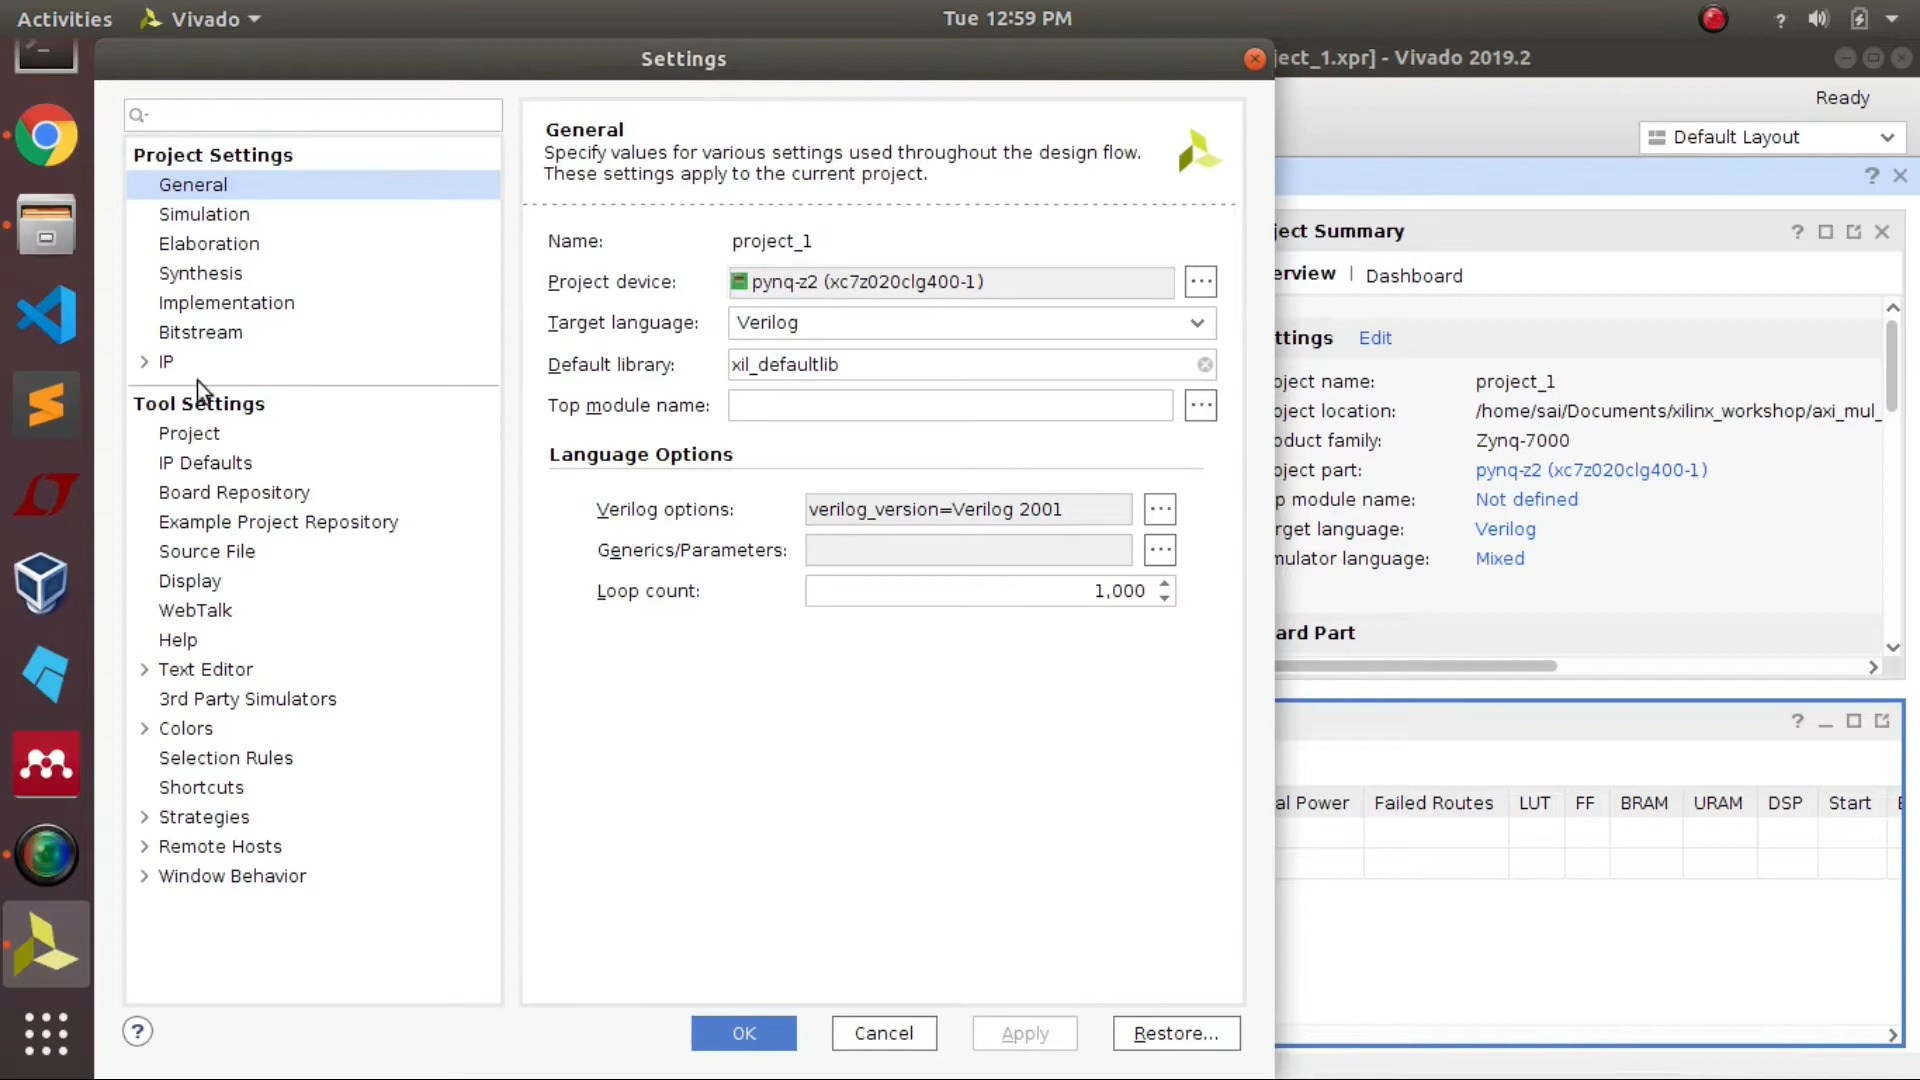 Activities
Vivado
Tue 12:59 PM
?
Settings
ject_1.xpr] - Vivado 2019.2
Ready
Default Layout
Project Settings
General
Simulation
Elaboration
Synthesis
Implementation
Bitstream
IP
Tool Settings
Project
IP Defaults
Board Repository
Example Project Repository
Source File
Display
WebTalk
Help
Text Editor
3rd Party Simulators
Colors
Selection Rules
Shortcuts
Strategies
Remote Hosts
Window Behavior
General
Specify values for various settings used throughout the design flow.
These settings apply to the current project.
Name: project_1
Project device: pynq-z2 (xc7z020clg400-1) ...
Target language: Verilog
Default library: xil_defaultlib
Top module name: ...
Language Options
Verilog options: verilog_version=Verilog 2001 ...
Generics/Parameters: ...
Loop count: 1,000
?
OK
Cancel
Apply
Restore...
?
ject Summary
?
erview | Dashboard
ttings Edit
ject name: project_1
ject location: /home/sai/Documents/xilinx_workshop/axi_mul_
duct family: Zynq-7000
ject part: pynq-z2 (xc7z020clg400-1)
p module name: Not defined
rget language: Verilog
mulator language: Mixed
ard Part
?
al Power Failed Routes LUT FF BRAM URAM DSP Start